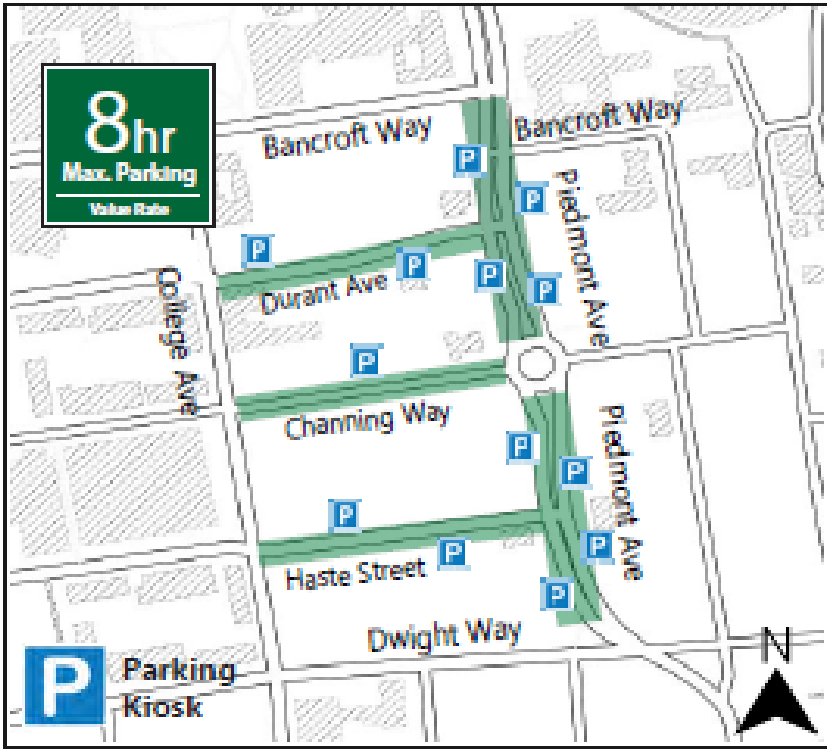 8hr
Max. Parking
Value Rate
Bancroft Way
Bancroft Way
P
P
Piedmont Ave
P
P
Durant Ave
P
P
College Ave
P
Channing Way
Piedmont Ave
P
P
P
Haste Street
P
P
P
Dwight Way
N
P
Parking
Kiosk